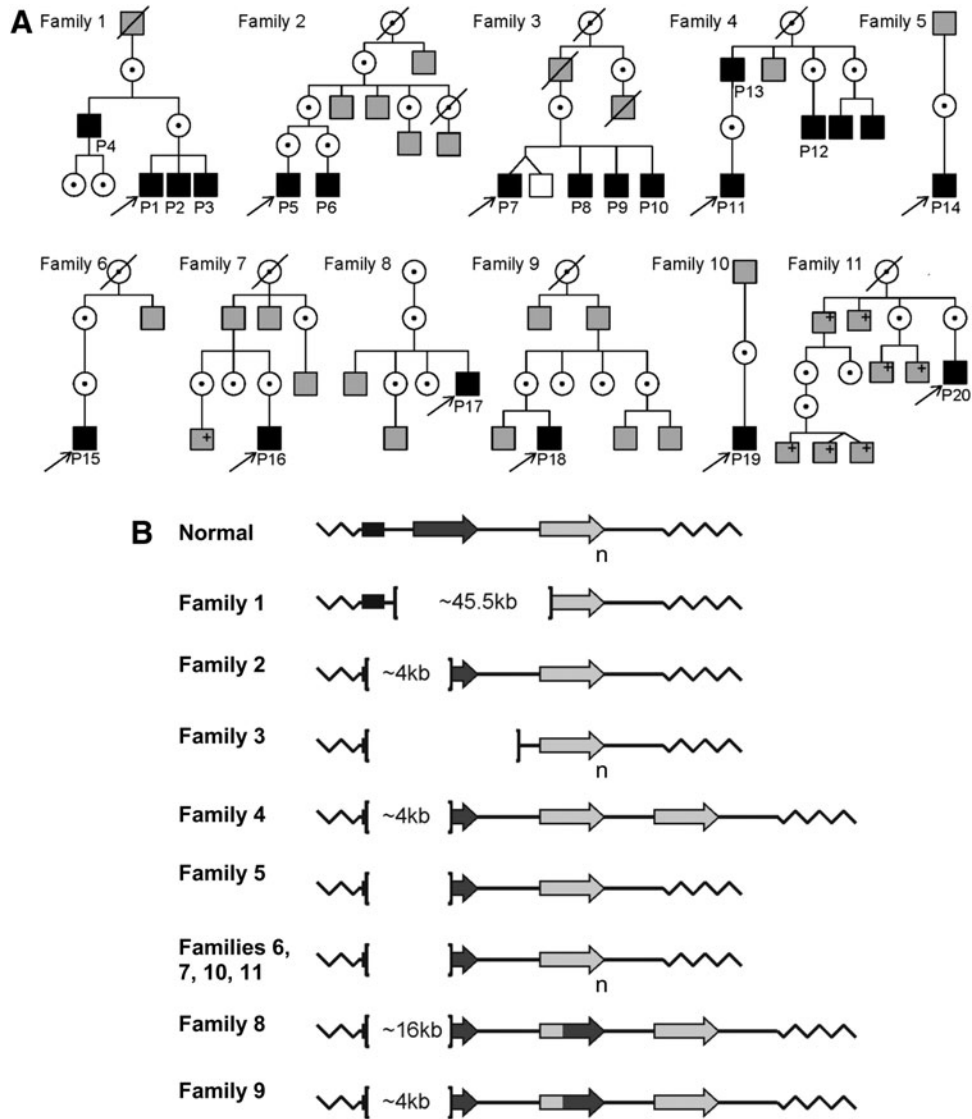 A
Family 1 Family 2 Family 3 Family 4 Family 5
P4 P13
P12
P1 P2 P3 P5 P6 P7 P8 P9 P10 P11 P14
Family 6 Family 7 Family 8 Family 9 Family 10 Family 11
+ +
P17 + + P20
+
P15 P16 P18 P19 + + +
B
Normal
n
Family 1 ~45.5kb
Family 2 ~4kb
Family 3
n
Family 4 ~4kb
Family 5
Families 6,
7, 10, 11
n
Family 8 ~16kb
Family 9 ~4kb